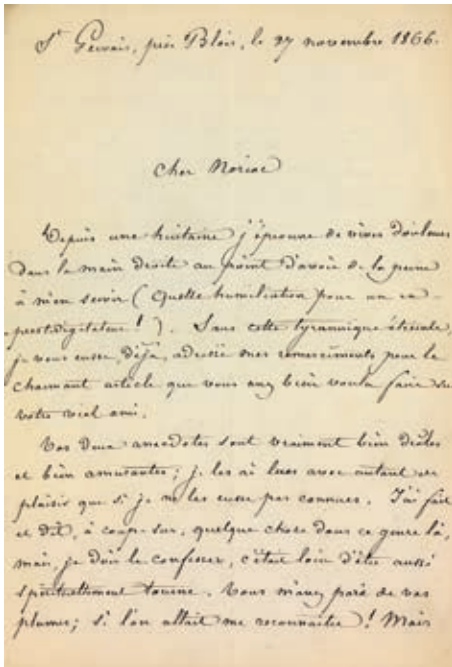 St Gervais, près Blois, le 27 novembre 1866.
Cher Noriac
Depuis une huitaine j'éprouve de vives douleurs
dans la main droite au point d'avoir de la peine
à m'en servir (Quelle humiliation pour un ex-
prestidigitateur !). Sans cette tyrannique
je vous eusse, déjà, adressé mes remerciments pour le
charmant article que vous avez bien voulu faire sur
votre vieil ami.
Vos deux anecdotes sont vraiment bien drôles
et bien amusantes; je les ai lues avec autant de
plaisir que si je ne les eusse pas connues. J'ai fait
et dit, à coup-sur, quelque chose dans ce genre là,
mais, je dois le confesser, c'était loin d'être aussi
spirituellement tourné. Vous m'avez paré de vos
plumes; si l'on allait me reconnaître ! Mais